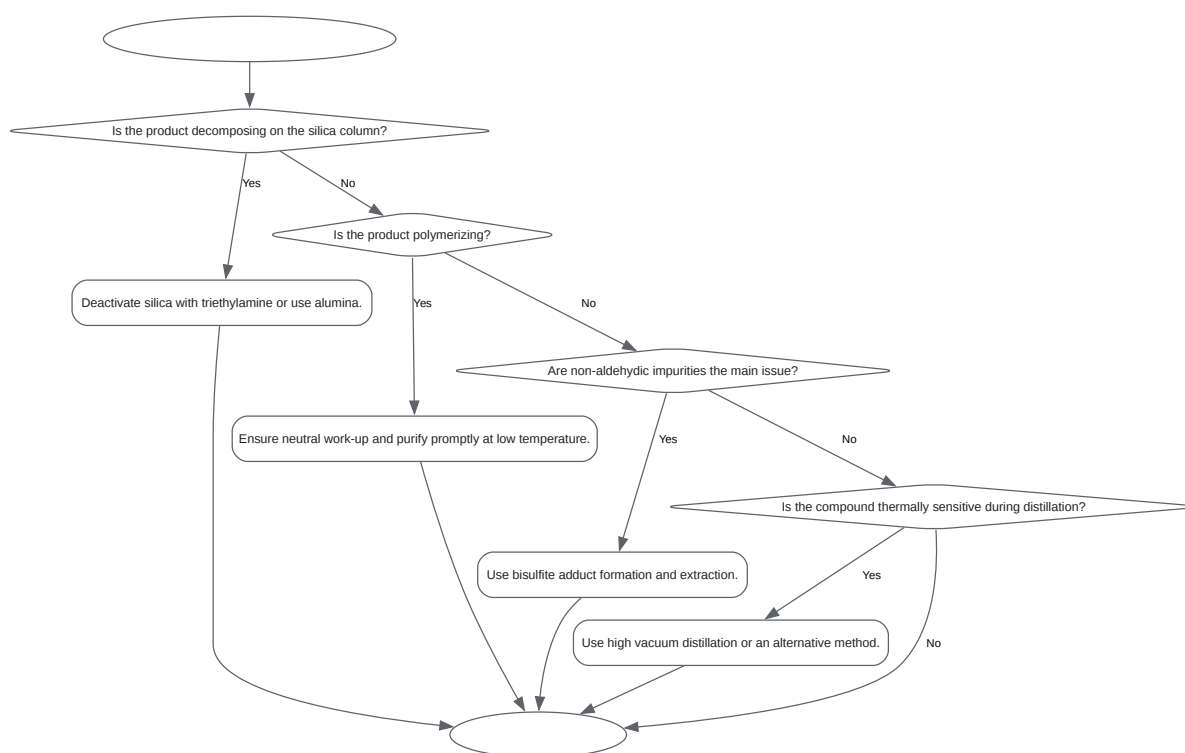 Is the product decomposing on the silica column?
Yes
No
Is the product polymerizing?
Deactivate silica with triethylamine or use alumina.
Yes
No
Are non-aldehydic impurities the main issue?
Ensure neutral work-up and purify promptly at low temperature.
Yes
No
Is the compound thermally sensitive during distillation?
Use bisulfite adduct formation and extraction.
Yes
Use high vacuum distillation or an alternative method.
No